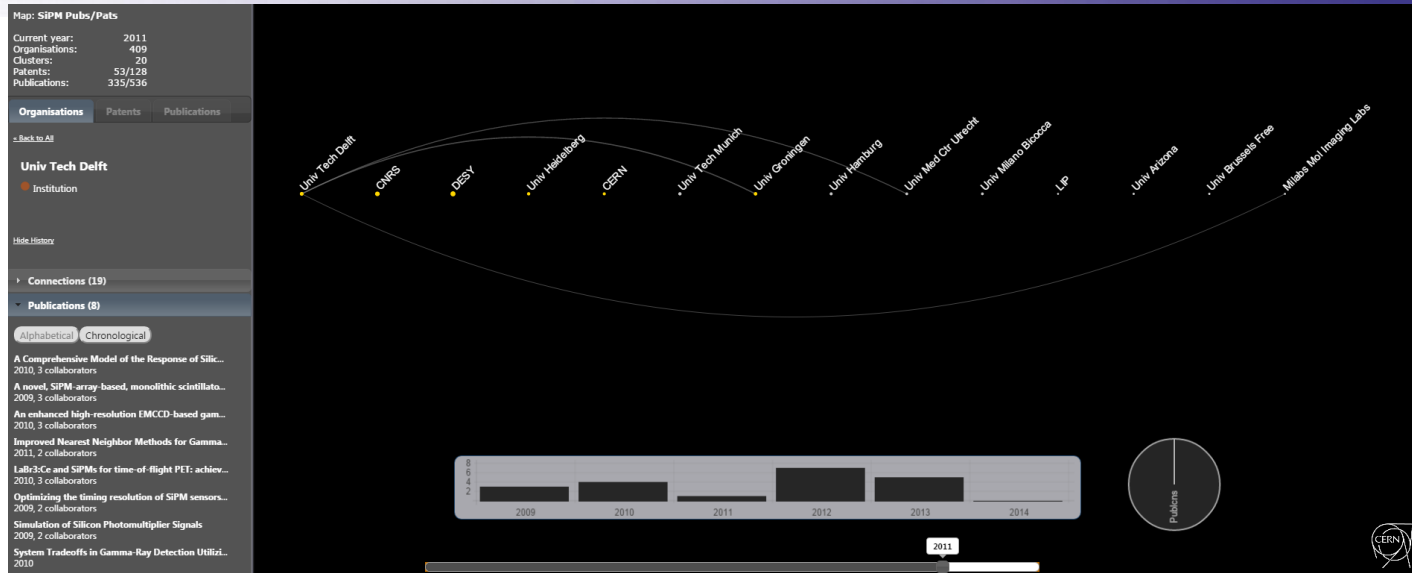 Map: SiPM Pubs/Pats
Current year: 2011
Organisations: 409
Clusters: 20
Patents: 53/128
Publications: 335/536
Organisations Patents Publications
« Back to All
Univ Tech Delft
Institution
Hide History
Connections (19)
Publications (8)
Alphabetical Chronological
A Comprehensive Model of the Response of Silic...
2010, 3 collaborators
A novel, SiPM-array-based, monolithic scintillato...
2009, 3 collaborators
An enhanced high-resolution EMCCD-based gam...
2010, 3 collaborators
Improved Nearest Neighbor Methods for Gamma...
2011, 2 collaborators
LaBr3:Ce and SiPMs for time-of-flight PET: achiev...
2010, 3 collaborators
Optimizing the timing resolution of SiPM sensors...
2009, 2 collaborators
Simulation of Silicon Photomultiplier Signals
2009, 2 collaborators
System Tradeoffs in Gamma-Ray Detection Utilizi...
2010
Univ Tech Delft
CNRS
DESY
Univ Heidelberg
CERN
Univ Tech Munich
Univ Groningen
Univ Hamburg
Univ Med Ctr Utrecht
Univ Milano Bicocca
LIP
Univ Arizona
Univ Brussels Free
Milabs Mol Imaging Labs
8
6
4
2
2009 2010 2011 2012 2013 2014
Publcns
2011
CERN